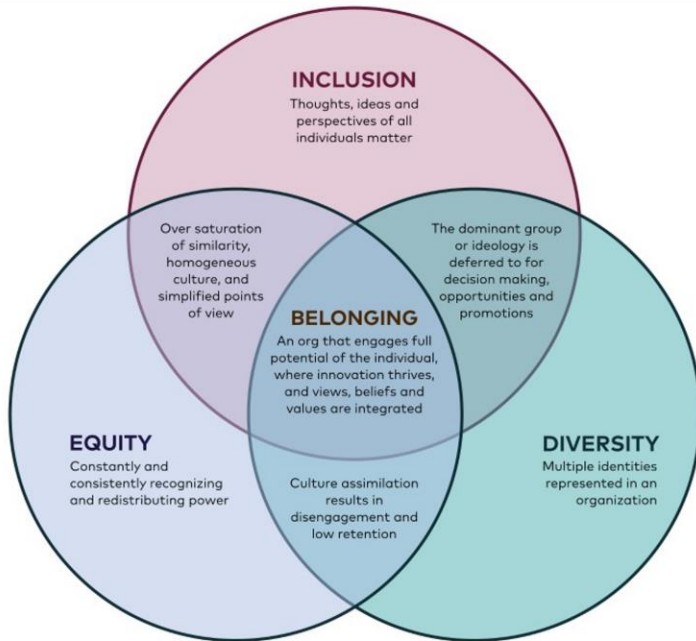 INCLUSION
Thoughts, ideas and
perspectives of all
individuals matter
Over saturation
of similarity,
homogeneous
culture, and
simplified points
of view
The dominant group
or ideology is
deferred to for
decision making,
opportunities and
promotions
BELONGING
An org that engages full
potential of the individual,
where innovation thrives,
and views, beliefs and
values are integrated
EQUITY
Constantly and
consistently recognizing
and redistributing power
DIVERSITY
Multiple identities
represented in an
organization
Culture assimilation
results in
disengagement and
low retention